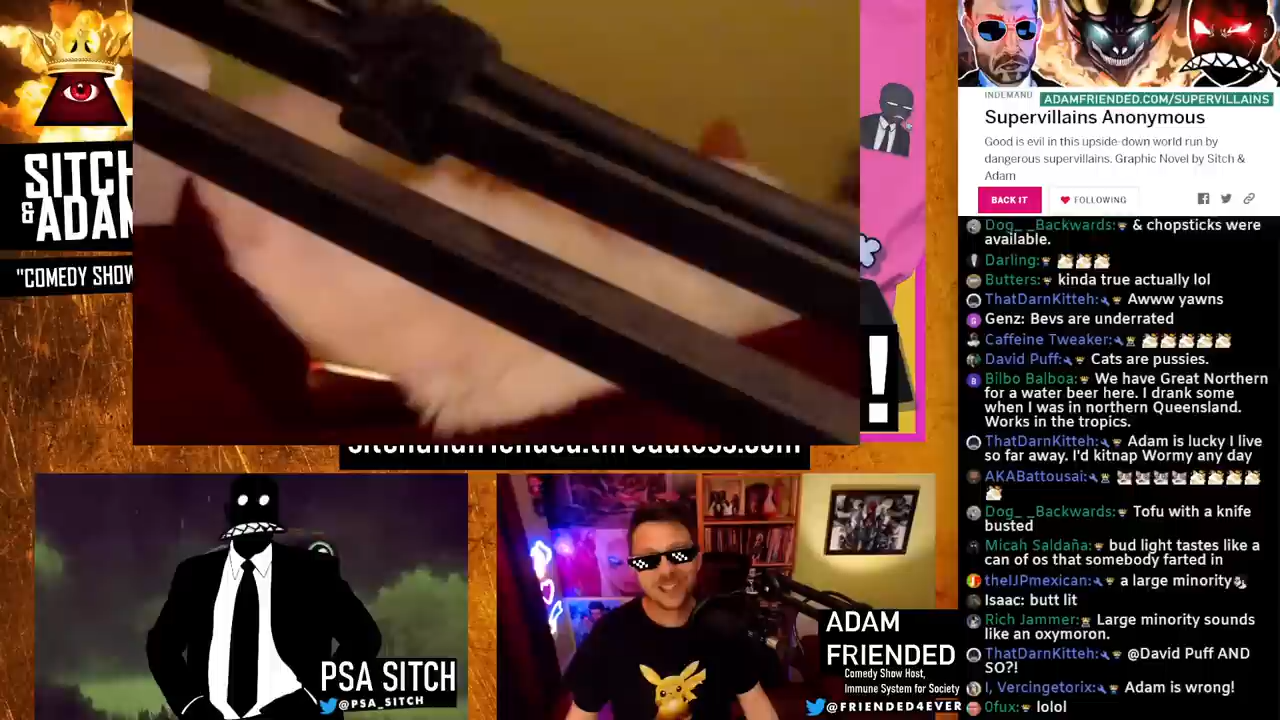 SITCH
& ADAM
"COMEDY SHOW
!
sitchandfriended.threadless.com
PSA SITCH
@PSA_SITCH
ADAM
FRIENDED
Comedy Show Host,
Immune System for Society
@FRIENDED4EVER
INDEMAND
ADAMFRIENDED.COM/SUPERVILLAINS
Supervillains Anonymous
Good is evil in this upside-down world run by
dangerous supervillains. Graphic Novel by Sitch &
Adam
BACK IT
FOLLOWING
Dog_ _Backwards: & chopsticks were
available.
Darling:
Butters: kinda true actually lol
ThatDarnKitteh: Awww yawns
Genz: Bevs are underrated
Caffeine Tweaker:
David Puff: Cats are pussies.
Bilbo Balboa: We have Great Northern
for a water beer here. I drank some
when I was in northern Queensland.
Works in the tropics.
ThatDarnKitteh: Adam is lucky I live
so far away. I'd kitnap Wormy any day
AKABattousai:
Dog_ _Backwards: Tofu with a knife
busted
Micah Saldaña: bud light tastes like a
can of os that somebody farted in
theIJPmexican: a large minority
Isaac: butt lit
Rich Jammer: Large minority sounds
like an oxymoron.
ThatDarnKitteh: @David Puff AND
SO?!
I, Vercingetorix: Adam is wrong!
0fux: lolol